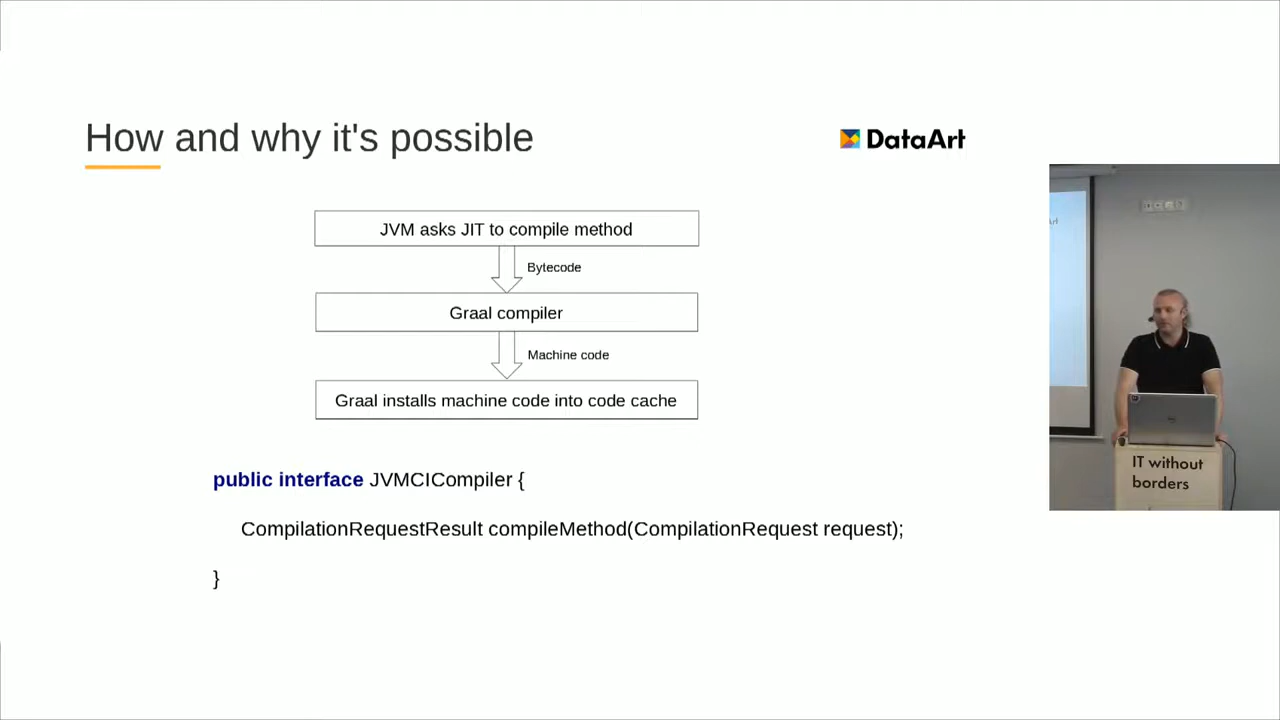 How and why it's possible
DataArt
JVM asks JIT to compile method
Bytecode
Graal compiler
Machine code
Graal installs machine code into code cache
public interface JVMCICompiler {
CompilationRequestResult compileMethod(CompilationRequest request);
}
IT without
borders